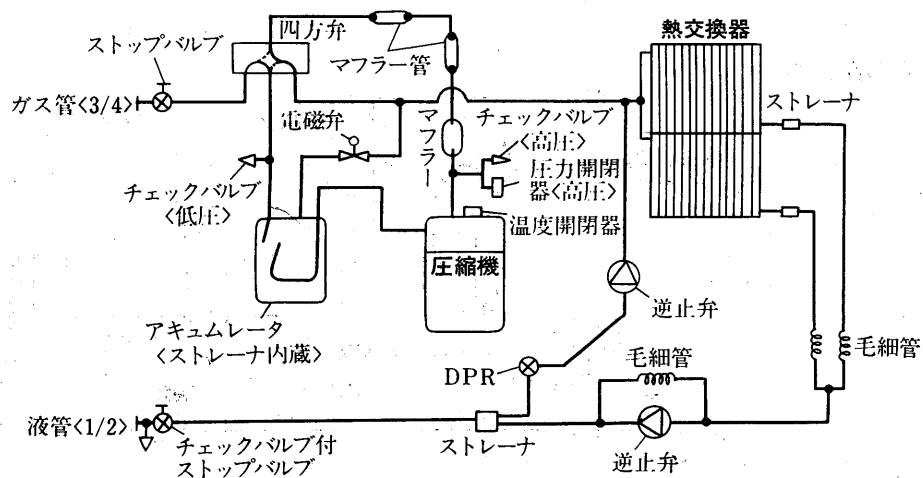 四方弁
ストップバルブ
マフラー管
熱交換器
ガス管<3/4>
ストレーナ
電磁弁
マフラー
チェックバルブ
<高圧>
圧力開閉
器<高圧>
チェックバルブ
<低圧>
温度開閉器
圧縮機
逆止弁
アキュムレータ
<ストレーナ内蔵>
毛細管
毛細管
DPR
液管<1/2>
ストレーナ
チェックバルブ付
ストップバルブ
逆止弁